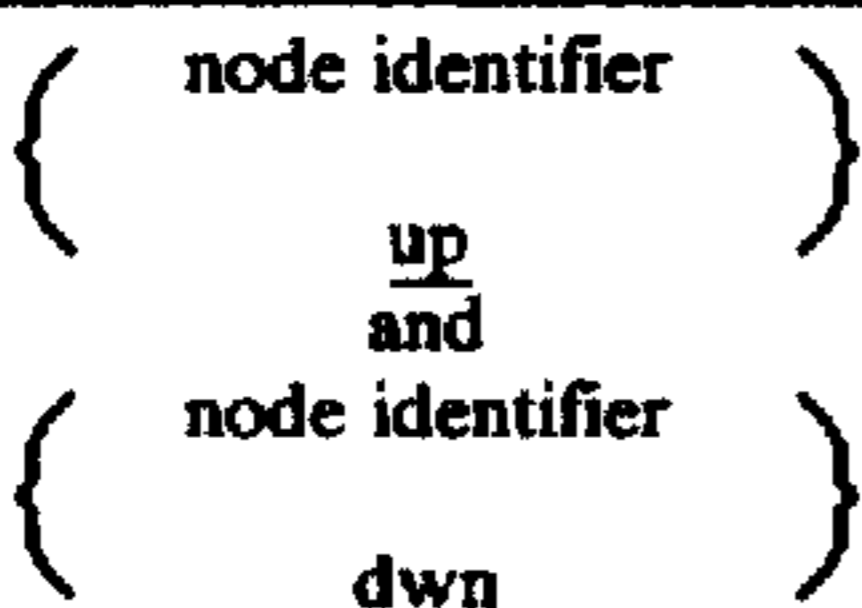 node identifier
up
and
node identifier
dwn